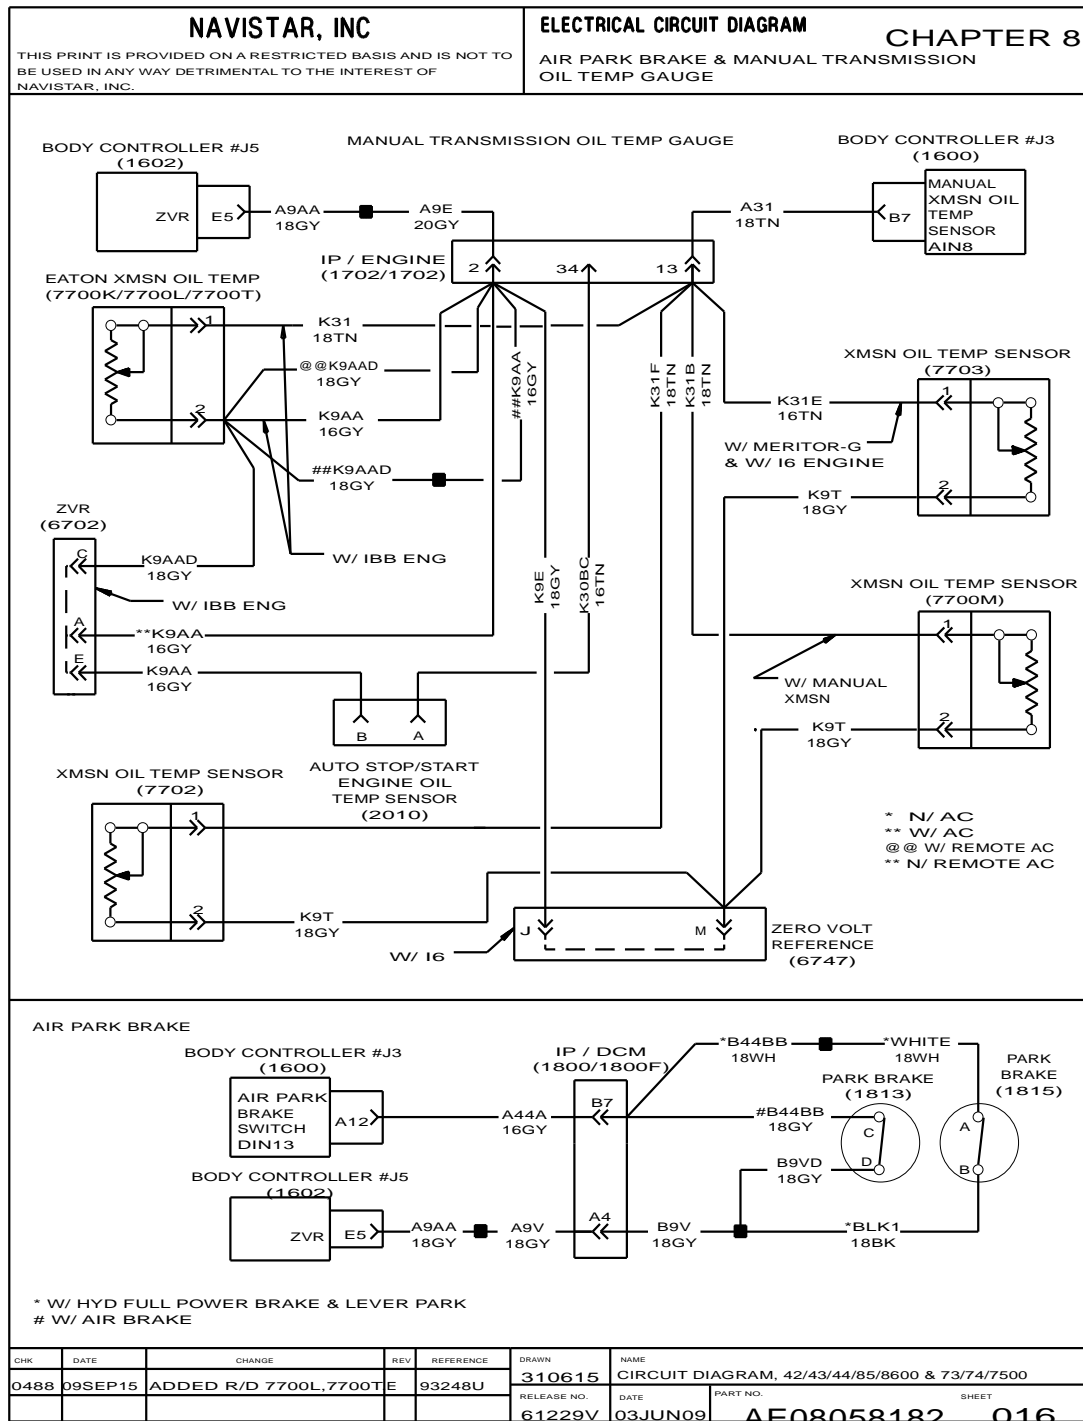 NAVISTAR, INC
THIS PRINT IS PROVIDED ON A RESTRICTED BASIS AND IS NOT TO
BE USED IN ANY WAY DETRIMENTAL TO THE INTEREST OF
NAVISTAR, INC.
ELECTRICAL CIRCUIT DIAGRAM
CHAPTER 8
AIR PARK BRAKE & MANUAL TRANSMISSION
OIL TEMP GAUGE
MANUAL TRANSMISSION OIL TEMP GAUGE
BODY CONTROLLER #J5
(1602)
ZVR
E5
A9AA
18GY
A9E
20GY
BODY CONTROLLER #J3
(1600)
MANUAL
XMSN OIL
TEMP
SENSOR
AIN8
B7
A31
18TN
IP / ENGINE
(1702/1702)
2
34
13
EATON XMSN OIL TEMP
(7700K/7700L/7700T)
1
2
K31
18TN
@@K9AAD
18GY
K9AA
16GY
##K9AAD
18GY
##K9AA
16GY
K31F
18TN
K31B
18TN
XMSN OIL TEMP SENSOR
(7703)
1
2
K31E
16TN
W/ MERITOR-G
& W/ I6 ENGINE
K9T
18GY
ZVR
(6702)
C
A
E
K9AAD
18GY
W/ IBB ENG
W/ IBB ENG
**K9AA
16GY
K9AA
16GY
K9E
18GY
K30BC
16TN
XMSN OIL TEMP SENSOR
(7700M)
1
2
W/ MANUAL
XMSN
K9T
18GY
B
A
AUTO STOP/START
ENGINE OIL
TEMP SENSOR
(2010)
XMSN OIL TEMP SENSOR
(7702)
1
2
K9T
18GY
* N/ AC
** W/ AC
@@ W/ REMOTE AC
** N/ REMOTE AC
J
M
W/ I6
ZERO VOLT
REFERENCE
(6747)
AIR PARK BRAKE
BODY CONTROLLER #J3
(1600)
AIR PARK
BRAKE
SWITCH
DIN13
A12
A44A
16GY
IP / DCM
(1800/1800F)
B7
A4
*B44BB
18WH
*WHITE
18WH
PARK BRAKE
(1813)
PARK
BRAKE
(1815)
#B44BB
18GY
C
D
A
B
B9VD
18GY
BODY CONTROLLER #J5
(1602)
ZVR
E5
A9AA
18GY
A9V
18GY
B9V
18GY
*BLK1
18BK
* W/ HYD FULL POWER BRAKE & LEVER PARK
# W/ AIR BRAKE
CHK DATE CHANGE REV REFERENCE
0488 09SEP15 ADDED R/D 7700L,7700T E 93248U
DRAWN
310615
NAME
CIRCUIT DIAGRAM, 42/43/44/85/8600 & 73/74/7500
RELEASE NO.
61229V
DATE
03JUN09
PART NO.
AE08058182
SHEET
016